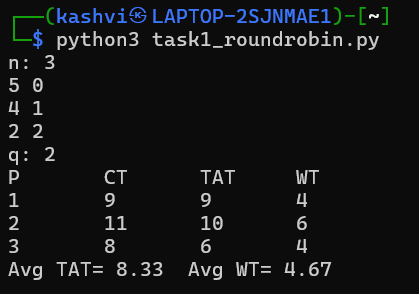 ┌──(kashvi㉿LAPTOP-2SJNMAE1)-[~]
└─$ python3 task1_roundrobin.py
n: 3
5 0
4 1
2 2
q: 2
P       CT      TAT     WT
1       9       9       4
2       11      10      6
3       8       6       4
Avg TAT= 8.33  Avg WT= 4.67